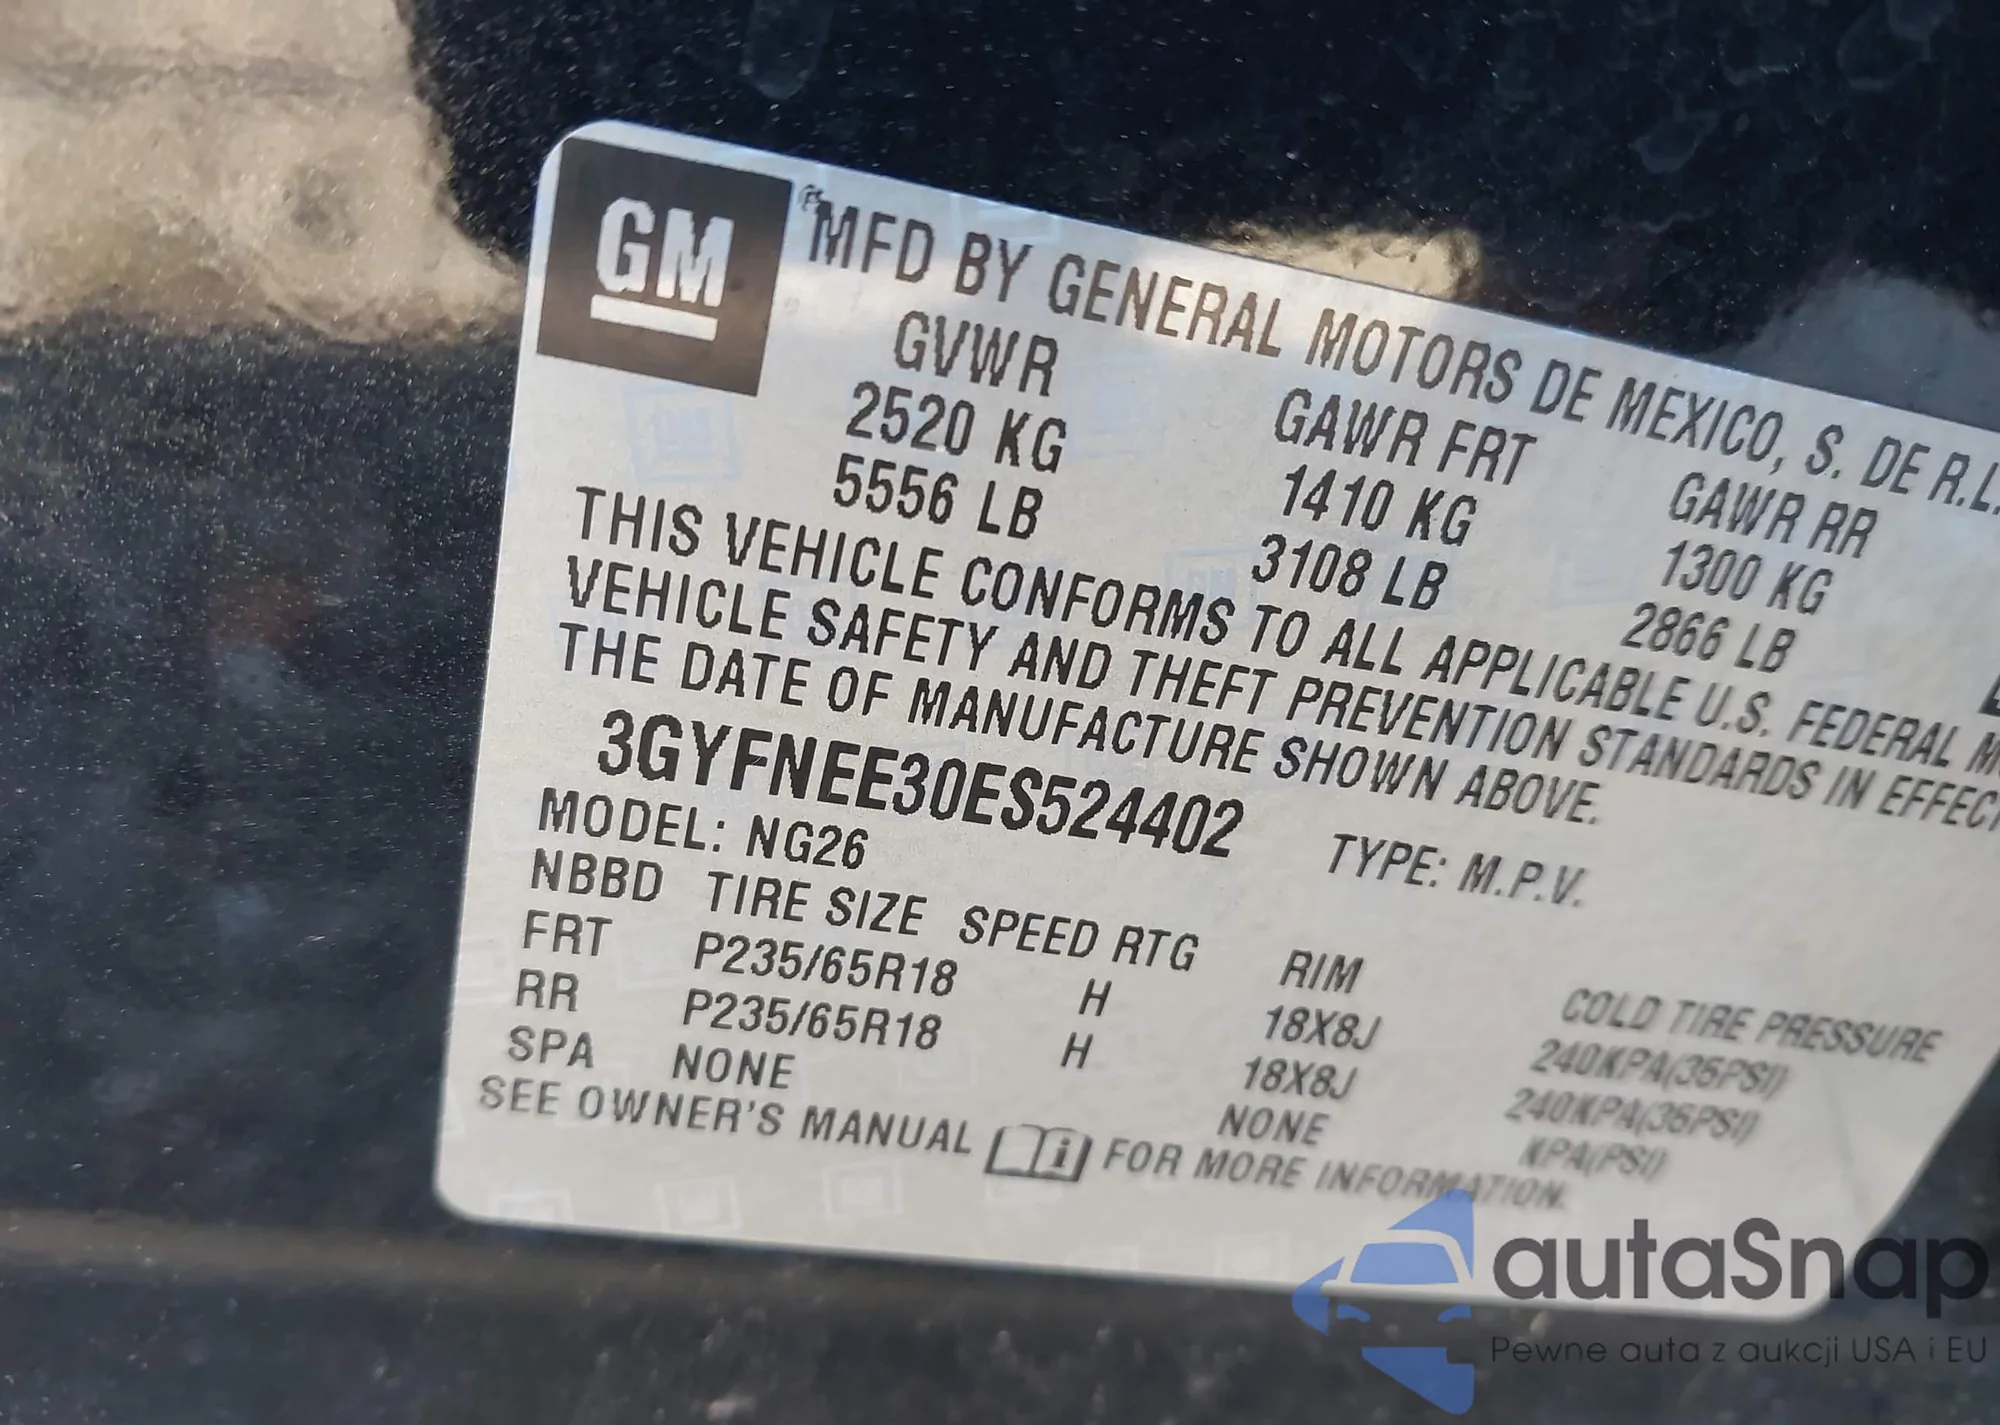 GM
MFD BY GENERAL MOTORS DE MEXICO, S. DE R.L.
GVWR GAWR FRT GAWR RR
2520 KG 1410 KG 1300 KG
5556 LB 3108 LB 2866 LB
THIS VEHICLE CONFORMS TO ALL APPLICABLE U.S. FEDERAL
VEHICLE SAFETY AND THEFT PREVENTION STANDARDS IN EFFECT
THE DATE OF MANUFACTURE SHOWN ABOVE.
3GYFNEE30ES524402 TYPE: M.P.V.
MODEL: NG26
NBBD TIRE SIZE SPEED RTG RIM COLD TIRE PRESSURE
FRT P235/65R18 H 18X8J 240KPA(35PSI)
RR P235/65R18 H 18X8J 240KPA(35PSI)
SPA NONE NONE KPA(PSI)
SEE OWNER'S MANUAL i FOR MORE INFORMATION.
autaSnap
Pewne auta z aukcji USA i EU